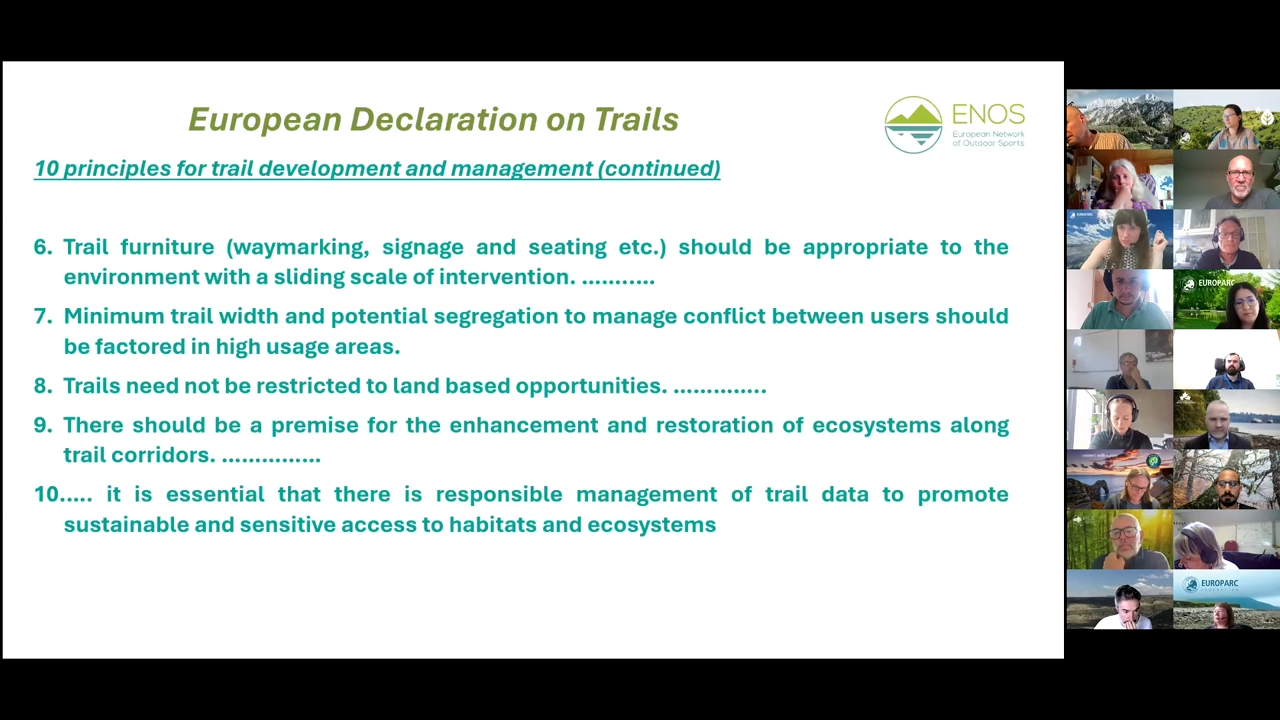 European Declaration on Trails
ENOS
European Network
of Outdoor Sports
10 principles for trail development and management (continued)
6. Trail furniture (waymarking, signage and seating etc.) should be appropriate to the
environment with a sliding scale of intervention. ...........
7. Minimum trail width and potential segregation to manage conflict between users should
be factored in high usage areas.
8. Trails need not be restricted to land based opportunities. ..............
9. There should be a premise for the enhancement and restoration of ecosystems along
trail corridors. ...............
10..... it is essential that there is responsible management of trail data to promote
sustainable and sensitive access to habitats and ecosystems
EUROPARC
EUROPARC